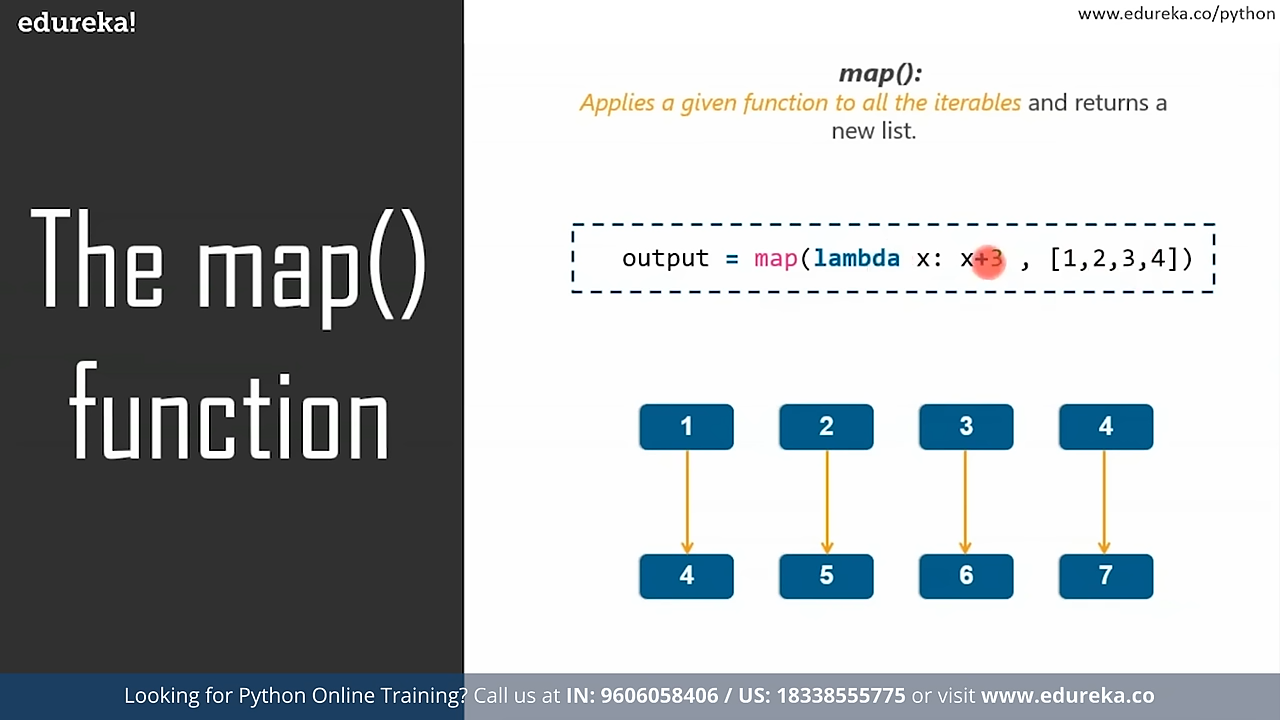 edureka!
www.edureka.co/python
The map()
function
map():
Applies a given function to all the iterables and returns a
new list.
output = map(lambda x: x+3 , [1,2,3,4])
1 2 3 4
4 5 6 7
Looking for Python Online Training? Call us at IN: 9606058406 / US: 18338555775 or visit www.edureka.co